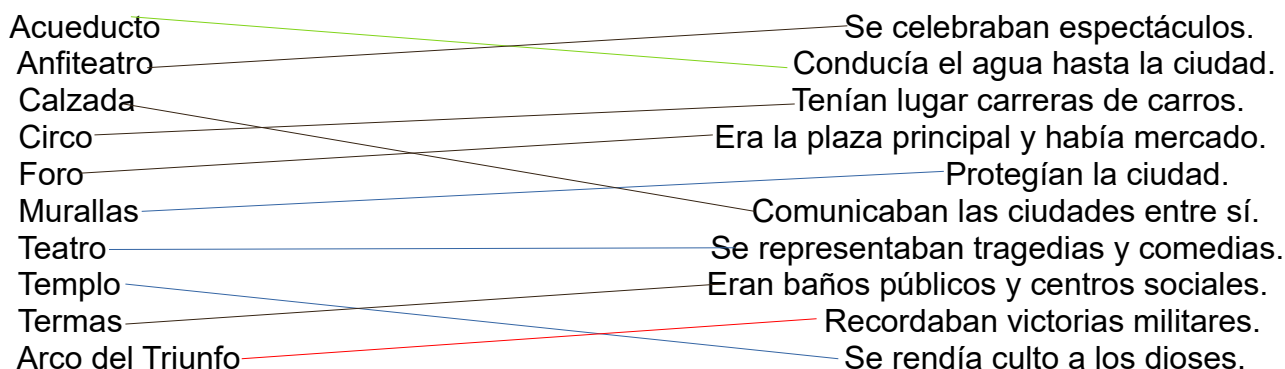 Acueducto Se celebraban espectáculos.
Anfiteatro Conducía el agua hasta la ciudad.
Calzada Tenían lugar carreras de carros.
Circo Era la plaza principal y había mercado.
Foro Protegían la ciudad.
Murallas Comunicaban las ciudades entre sí.
Teatro Se representaban tragedias y comedias.
Templo Eran baños públicos y centros sociales.
Termas Recordaban victorias militares.
Arco del Triunfo Se rendía culto a los dioses.